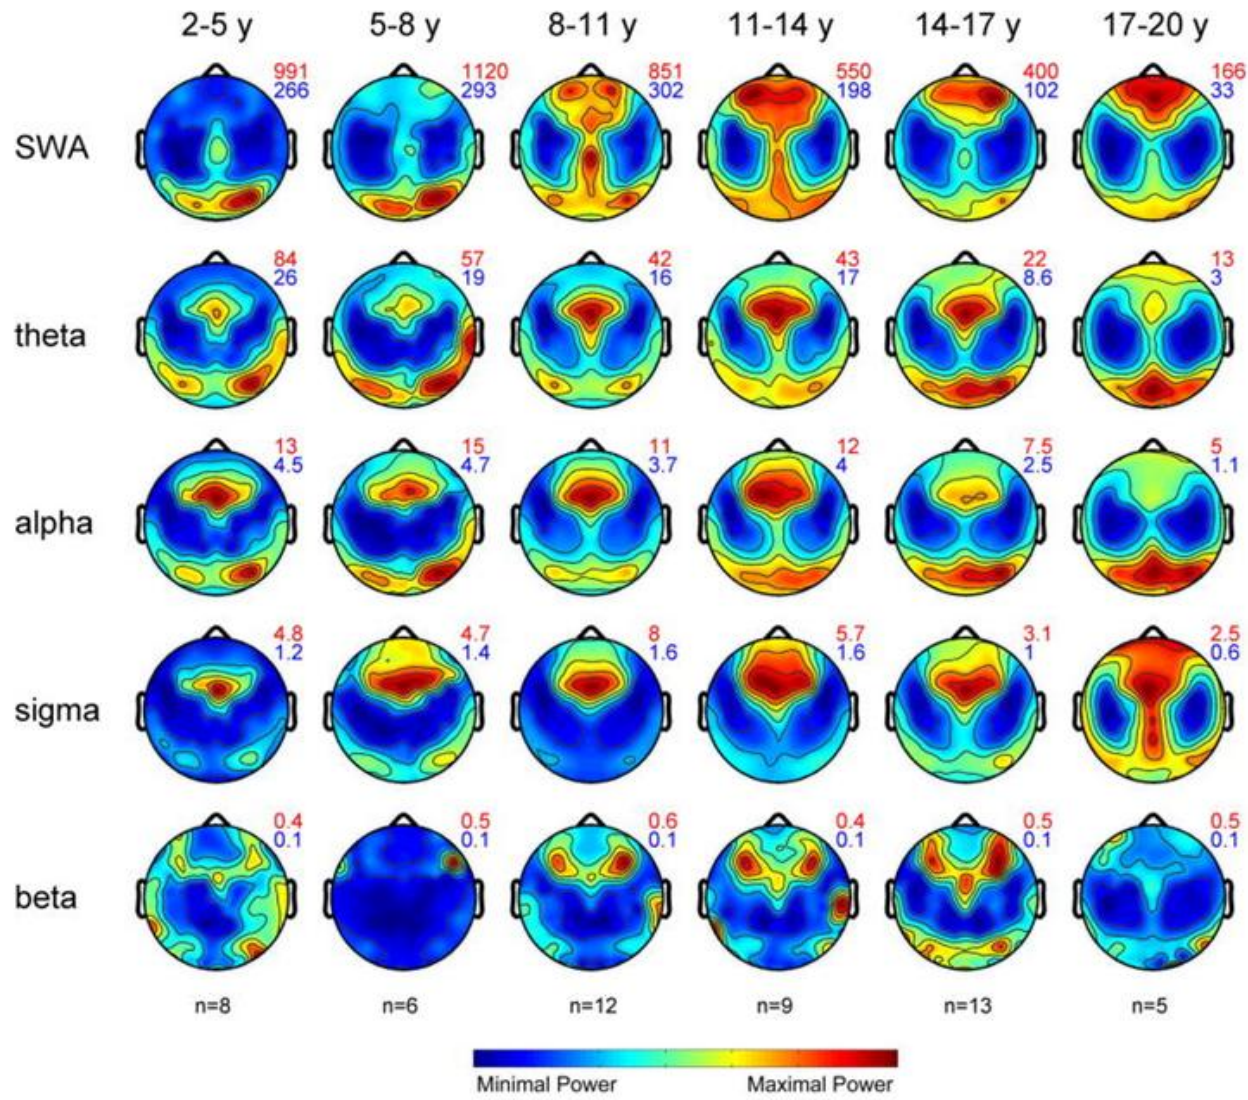 2-5 y 5-8 y 8-11 y 11-14 y 14-17 y 17-20 y
991 1120 851 550 400 166
266 293 302 198 102 33
SWA
84 57 42 43 22 13
26 19 16 17 8.6 3
theta
13 15 11 12 7.5 5
4.5 4.7 3.7 4 2.5 1.1
alpha
4.8 4.7 8 5.7 3.1 2.5
1.2 1.4 1.6 1.6 1 0.6
sigma
0.4 0.5 0.6 0.4 0.5 0.5
0.1 0.1 0.1 0.1 0.1 0.1
beta
n=8 n=6 n=12 n=9 n=13 n=5
Minimal Power Maximal Power